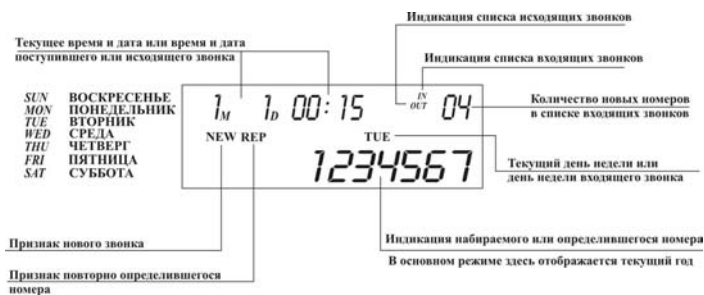 Индикация списка исходящих звонков
Текущее время и дата или время и дата
поступившего или исходящего звонка
Индикация списка входящих звонков
SUN ВОСКРЕСЕНЬЕ
MON ПОНЕДЕЛЬНИК
TUE ВТОРНИК
WED СРЕДА
THU ЧЕТВЕРГ
FRI ПЯТНИЦА
SAT СУББОТА
1M 1D 00:15 IN OUT 04
NEW REP TUE
1234567
Количество новых номеров
в списке входящих звонков
Текущий день недели или
день недели входящего звонка
Признак нового звонка
Индикация набираемого или определившегося номера
В основном режиме здесь отображается текущий год
Признак повторно определившегося
номера